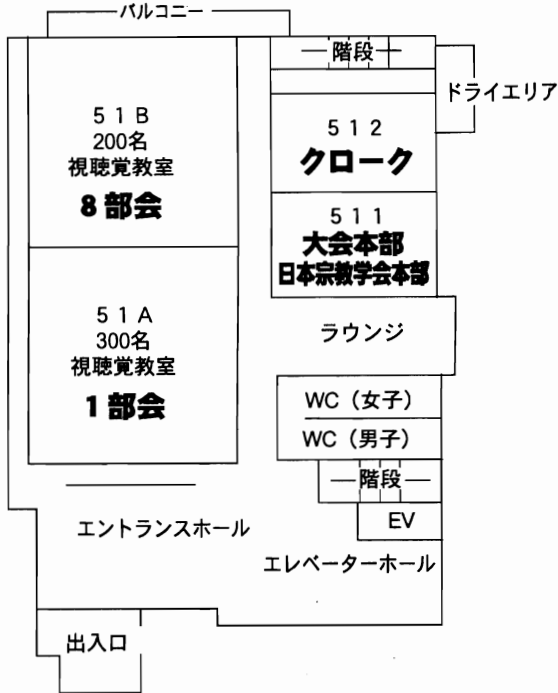 バルコニー
階段
ドライエリア
51B
200名
視聴覚教室
8部会
512
クローク
511
大会本部
日本宗教学会本部
51A
300名
視聴覚教室
1部会
ラウンジ
WC（女子）
WC（男子）
階段
EV
エントランスホール
エレベーターホール
出入口